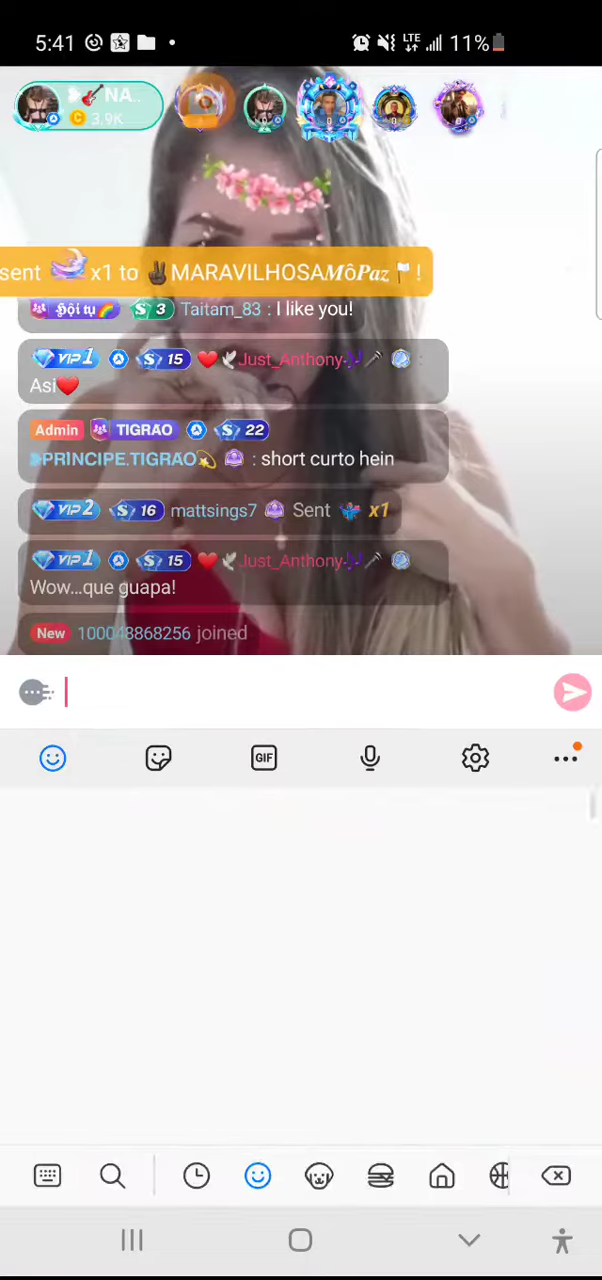 5:41
LTE
11%
NA..
3.9K
sent x1 to ✌MARAVILHOSAMôPaz🏳!
Hội tụ🌈 S 3 Taitam_83 : I like you!
VIP1 S 15 ❤🕊Just_Anthony🎶🎤 :
Asi❤
Admin TIGRAO S 22
PRINCIPE.TIGRAO💫 : short curto hein
VIP2 S 16 mattsings7 Sent x1
VIP1 S 15 ❤🕊Just_Anthony🎶🎤 :
Wow...que guapa!
New 100048868256 joined
GIF